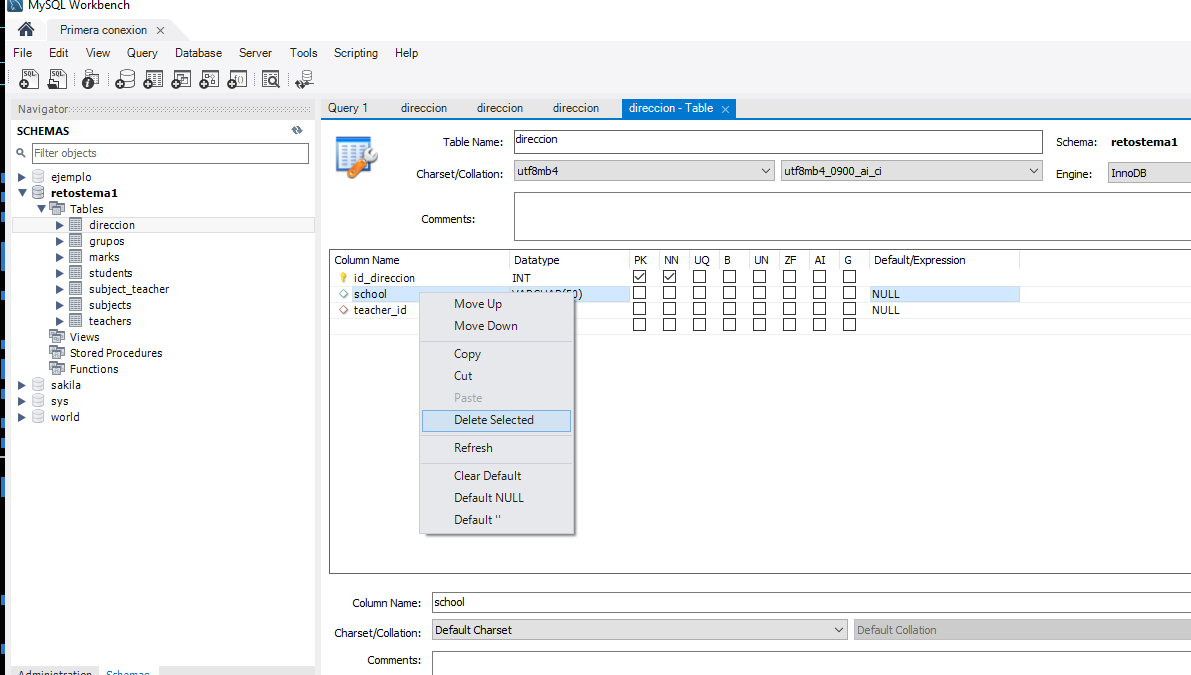 MySQL Workbench
Primera conexion
File Edit View Query Database Server Tools Scripting Help
Navigator
SCHEMAS
Filter objects
ejemplo
retostema1
Tables
direccion
grupos
marks
students
subject_teacher
subjects
teachers
Views
Stored Procedures
Functions
sakila
sys
world
Administration Schemas
Query 1 direccion direccion direccion direccion - Table
Table Name: direccion Schema: retostema1
Charset/Collation: utf8mb4 utf8mb4_0900_ai_ci Engine: InnoDB
Comments:
Column Name Datatype PK NN UQ B UN ZF AI G Default/Expression
id_direccion INT
school VARCHAR(50) NULL
teacher_id NULL
Move Up
Move Down
Copy
Cut
Paste
Delete Selected
Refresh
Clear Default
Default NULL
Default ''
Column Name: school
Charset/Collation: Default Charset Default Collation
Comments: